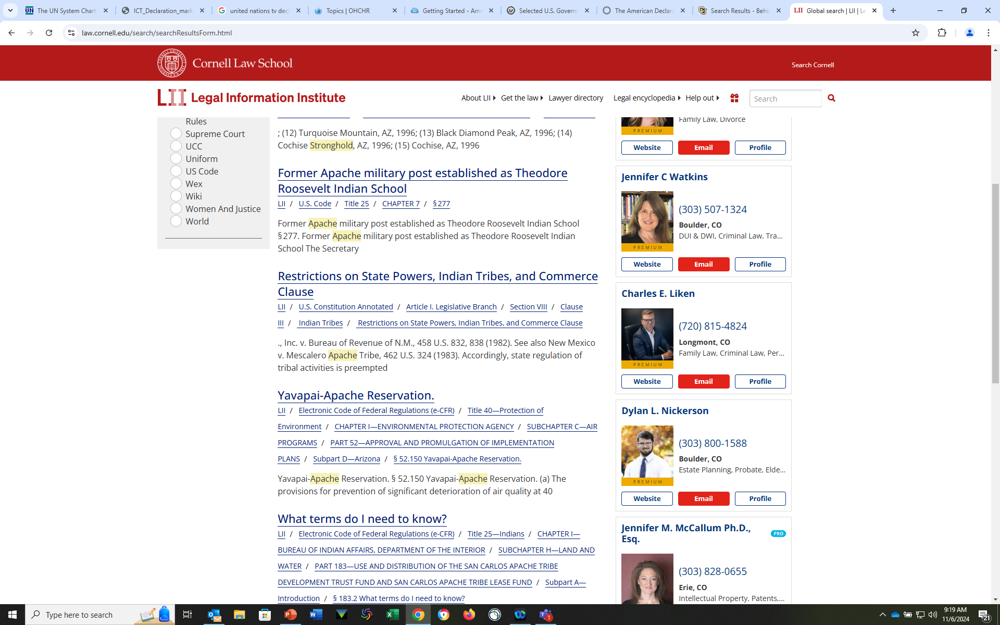 The UN System Chart
ICT_Declaration_mark
united nations tv decl
Topics | OHCHR
Getting Started - Ame
Selected U.S. Governm
The American Declara
Search Results - Behi
LII Global search | LII | Le
law.cornell.edu/search/searchResultsForm.html
Cornell Law School
Search Cornell
LII Legal Information Institute
About LII
Get the law
Lawyer directory
Legal encyclopedia
Help out
Search
Rules
Supreme Court
UCC
Uniform
US Code
Wex
Wiki
Women And Justice
World
; (12) Turquoise Mountain, AZ, 1996; (13) Black Diamond Peak, AZ, 1996; (14)
Cochise Stronghold, AZ, 1996; (15) Cochise, AZ, 1996
Former Apache military post established as Theodore
Roosevelt Indian School
LII / U.S. Code / Title 25 / CHAPTER 7 / § 277
Former Apache military post established as Theodore Roosevelt Indian School
§ 277. Former Apache military post established as Theodore Roosevelt Indian
School The Secretary
Restrictions on State Powers, Indian Tribes, and Commerce
Clause
LII / U.S. Constitution Annotated / Article I. Legislative Branch / Section VIII / Clause
III / Indian Tribes / Restrictions on State Powers, Indian Tribes, and Commerce Clause
., Inc. v. Bureau of Revenue of N.M., 458 U.S. 832, 838 (1982). See also New Mexico
v. Mescalero Apache Tribe, 462 U.S. 324 (1983). Accordingly, state regulation of
tribal activities is preempted
Yavapai-Apache Reservation.
LII / Electronic Code of Federal Regulations (e-CFR) / Title 40—Protection of
Environment / CHAPTER I—ENVIRONMENTAL PROTECTION AGENCY / SUBCHAPTER C—AIR
PROGRAMS / PART 52—APPROVAL AND PROMULGATION OF IMPLEMENTATION
PLANS / Subpart D—Arizona / § 52.150 Yavapai-Apache Reservation.
Yavapai-Apache Reservation. § 52.150 Yavapai-Apache Reservation. (a) The
provisions for prevention of significant deterioration of air quality at 40
What terms do I need to know?
LII / Electronic Code of Federal Regulations (e-CFR) / Title 25—Indians / CHAPTER I—
BUREAU OF INDIAN AFFAIRS, DEPARTMENT OF THE INTERIOR / SUBCHAPTER H—LAND AND
WATER / PART 183—USE AND DISTRIBUTION OF THE SAN CARLOS APACHE TRIBE
DEVELOPMENT TRUST FUND AND SAN CARLOS APACHE TRIBE LEASE FUND / Subpart A—
Introduction / § 183.2 What terms do I need to know?
Family Law, Divorce
PREMIUM
Website Email Profile
Jennifer C Watkins
(303) 507-1324
Boulder, CO
DUI & DWI, Criminal Law, Tra...
PREMIUM
Website Email Profile
Charles E. Liken
(720) 815-4824
Longmont, CO
Family Law, Criminal Law, Per...
PREMIUM
Website Email Profile
Dylan L. Nickerson
(303) 800-1588
Boulder, CO
Estate Planning, Probate, Elde...
PREMIUM
Website Email Profile
Jennifer M. McCallum Ph.D.,
Esq.
PRO
(303) 828-0655
Erie, CO
Intellectual Property, Patents,...
Type here to search
1
9:19 AM
11/6/2024
21